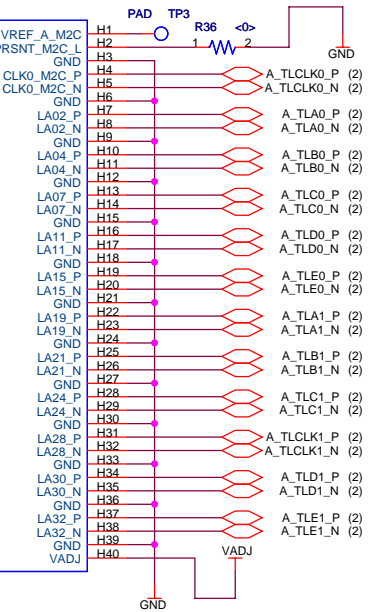 PAD TP3
VREF_A_M2C H1 R36 <0>
PRSNT_M2C_L H2 1 2
GND H3 GND
CLK0_M2C_P H4 A_TLCLK0_P (2)
CLK0_M2C_N H5 A_TLCLK0_N (2)
GND H6
LA02_P H7 A_TLA0_P (2)
LA02_N H8 A_TLA0_N (2)
GND H9
LA04_P H10 A_TLB0_P (2)
LA04_N H11 A_TLB0_N (2)
GND H12
LA07_P H13 A_TLC0_P (2)
LA07_N H14 A_TLC0_N (2)
GND H15
LA11_P H16 A_TLD0_P (2)
LA11_N H17 A_TLD0_N (2)
GND H18
LA15_P H19 A_TLE0_P (2)
LA15_N H20 A_TLE0_N (2)
GND H21
LA19_P H22 A_TLA1_P (2)
LA19_N H23 A_TLA1_N (2)
GND H24
LA21_P H25 A_TLB1_P (2)
LA21_N H26 A_TLB1_N (2)
GND H27
LA24_P H28 A_TLC1_P (2)
LA24_N H29 A_TLC1_N (2)
GND H30
LA28_P H31 A_TLCLK1_P (2)
LA28_N H32 A_TLCLK1_N (2)
GND H33
LA30_P H34 A_TLD1_P (2)
LA30_N H35 A_TLD1_N (2)
GND H36
LA32_P H37 A_TLE1_P (2)
LA32_N H38 A_TLE1_N (2)
GND H39
VADJ H40 VADJ
GND